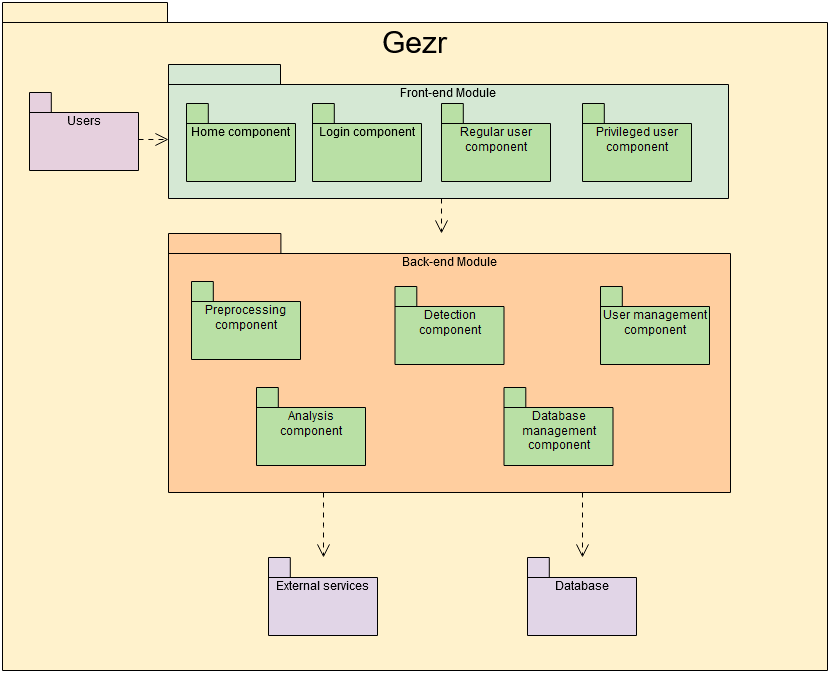 Gezr
Users
Front-end Module
Home component
Login component
Regular user
component
Privileged user
component
Back-end Module
Preprocessing
component
Detection
component
User management
component
Analysis
component
Database
management
component
External services
Database